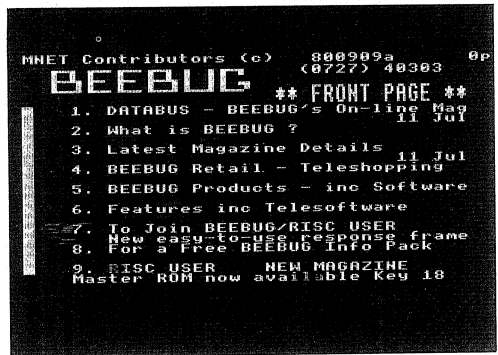 MNET Contributors (c) 800909a 0p
(0727) 40303
BEEBUG ** FRONT PAGE **
1. DATABUS - BEEBUG's On-line Mag
11 Jul
2. What is BEEBUG ?
3. Latest Magazine Details
11 Jul
4. BEEBUG Retail - Teleshopping
5. BEEBUG Products - inc Software
6. Features inc Telesoftware
7. To Join BEEBUG/RISC USER
New easy-to-use response frame
8. For a Free BEEBUG Info Pack
9. RISC USER NEW MAGAZINE
Master ROM now available Key 18